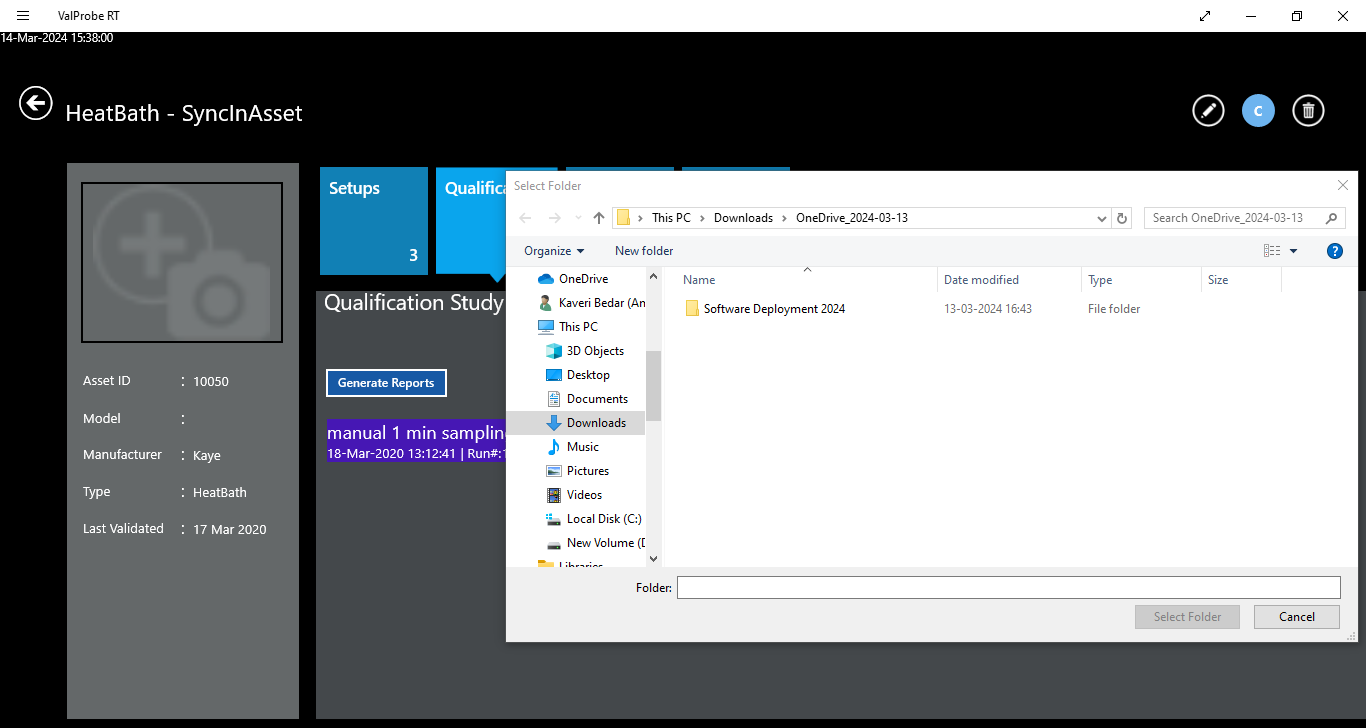 ValProbe RT
14-Mar-2024 15:38:00
HeatBath - SyncInAsset
C
Setups
3
Qualifica
Asset ID : 10050
Model :
Manufacturer : Kaye
Type : HeatBath
Last Validated : 17 Mar 2020
Qualification Study
Generate Reports
manual 1 min samplin
18-Mar-2020 13:12:41 | Run#:1
Select Folder
This PC > Downloads > OneDrive_2024-03-13
Search OneDrive_2024-03-13
Organize
New folder
?
OneDrive
Kaveri Bedar (An
This PC
3D Objects
Desktop
Documents
Downloads
Music
Pictures
Videos
Local Disk (C:)
New Volume (D
Libraries
Name Date modified Type Size
Software Deployment 2024 13-03-2024 16:43 File folder
Folder:
Select Folder
Cancel